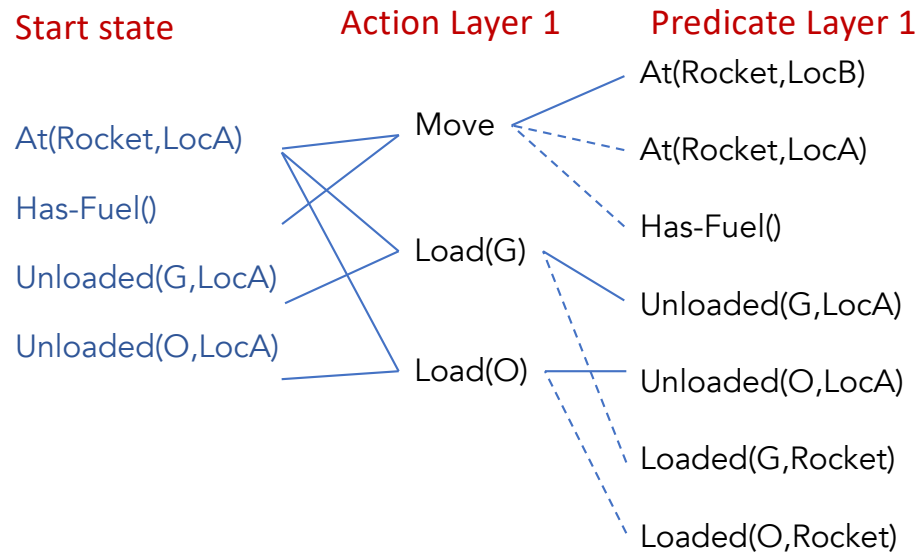 Start state
Action Layer 1
Predicate Layer 1
At(Rocket,LocA)
Has-Fuel()
Unloaded(G,LocA)
Unloaded(O,LocA)
Move
Load(G)
Load(O)
At(Rocket,LocB)
At(Rocket,LocA)
Has-Fuel()
Unloaded(G,LocA)
Unloaded(O,LocA)
Loaded(G,Rocket)
Loaded(O,Rocket)